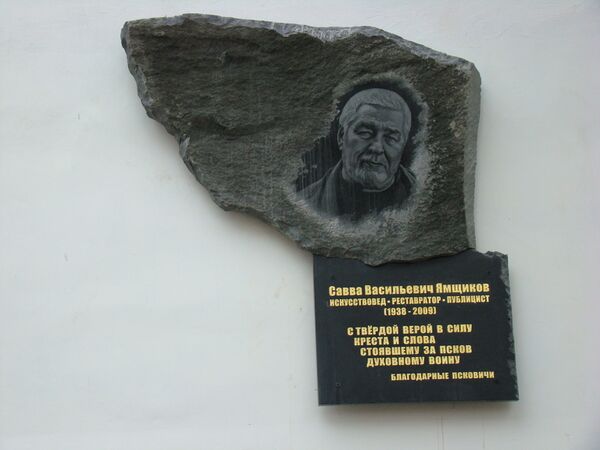 Савва Васильевич Ямщиков
ИСКУССТВОВЕД • РЕСТАВРАТОР • ПУБЛИЦИСТ
(1938 - 2009)
С ТВЁРДОЙ ВЕРОЙ В СИЛУ
КРЕСТА И СЛОВА
СТОЯВШЕМУ ЗА ПСКОВ
ДУХОВНОМУ ВОИНУ
БЛАГОДАРНЫЕ ПСКОВИЧИ